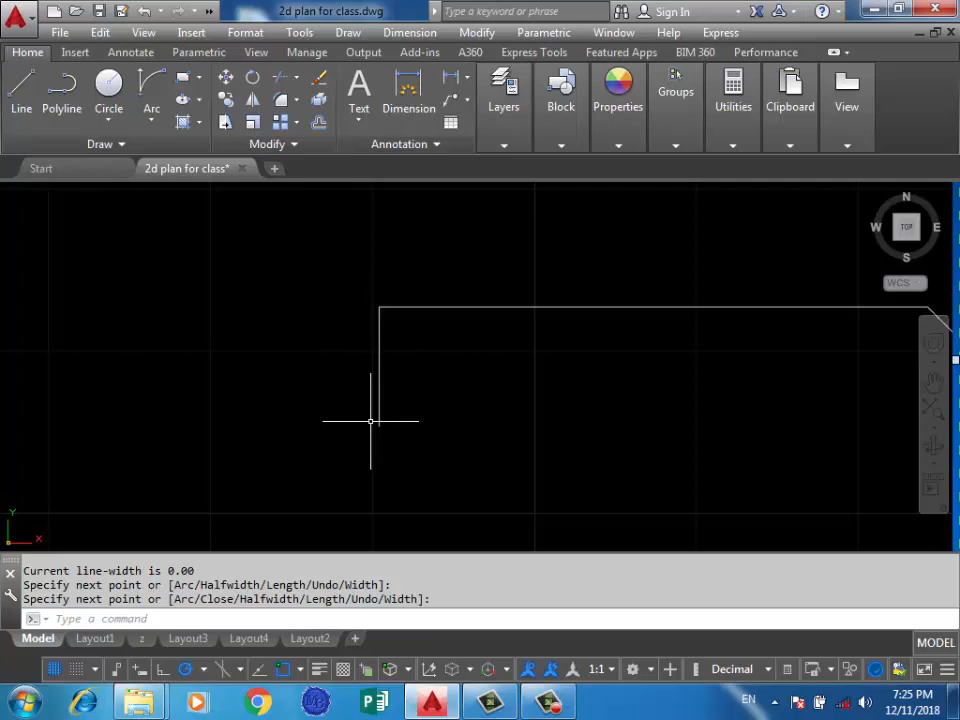 2d plan for class.dwg
Type a keyword or phrase
Sign In
File Edit View Insert Format Tools Draw Dimension Modify Parametric Window Help Express
Home Insert Annotate Parametric View Manage Output Add-ins A360 Express Tools Featured Apps BIM 360 Performance
Line Polyline Circle Arc Text Dimension Layers Block Properties Groups Utilities Clipboard View
Draw Modify Annotation
Start 2d plan for class*
N
W TOP E
S
WCS
Y
X
Current line-width is 0.00
Specify next point or [Arc/Halfwidth/Length/Undo/Width]:
Specify next point or [Arc/Close/Halfwidth/Length/Undo/Width]:
Type a command
Model Layout1 z Layout3 Layout4 Layout2 + MODEL
1:1 Decimal
EN 7:25 PM
12/11/2018